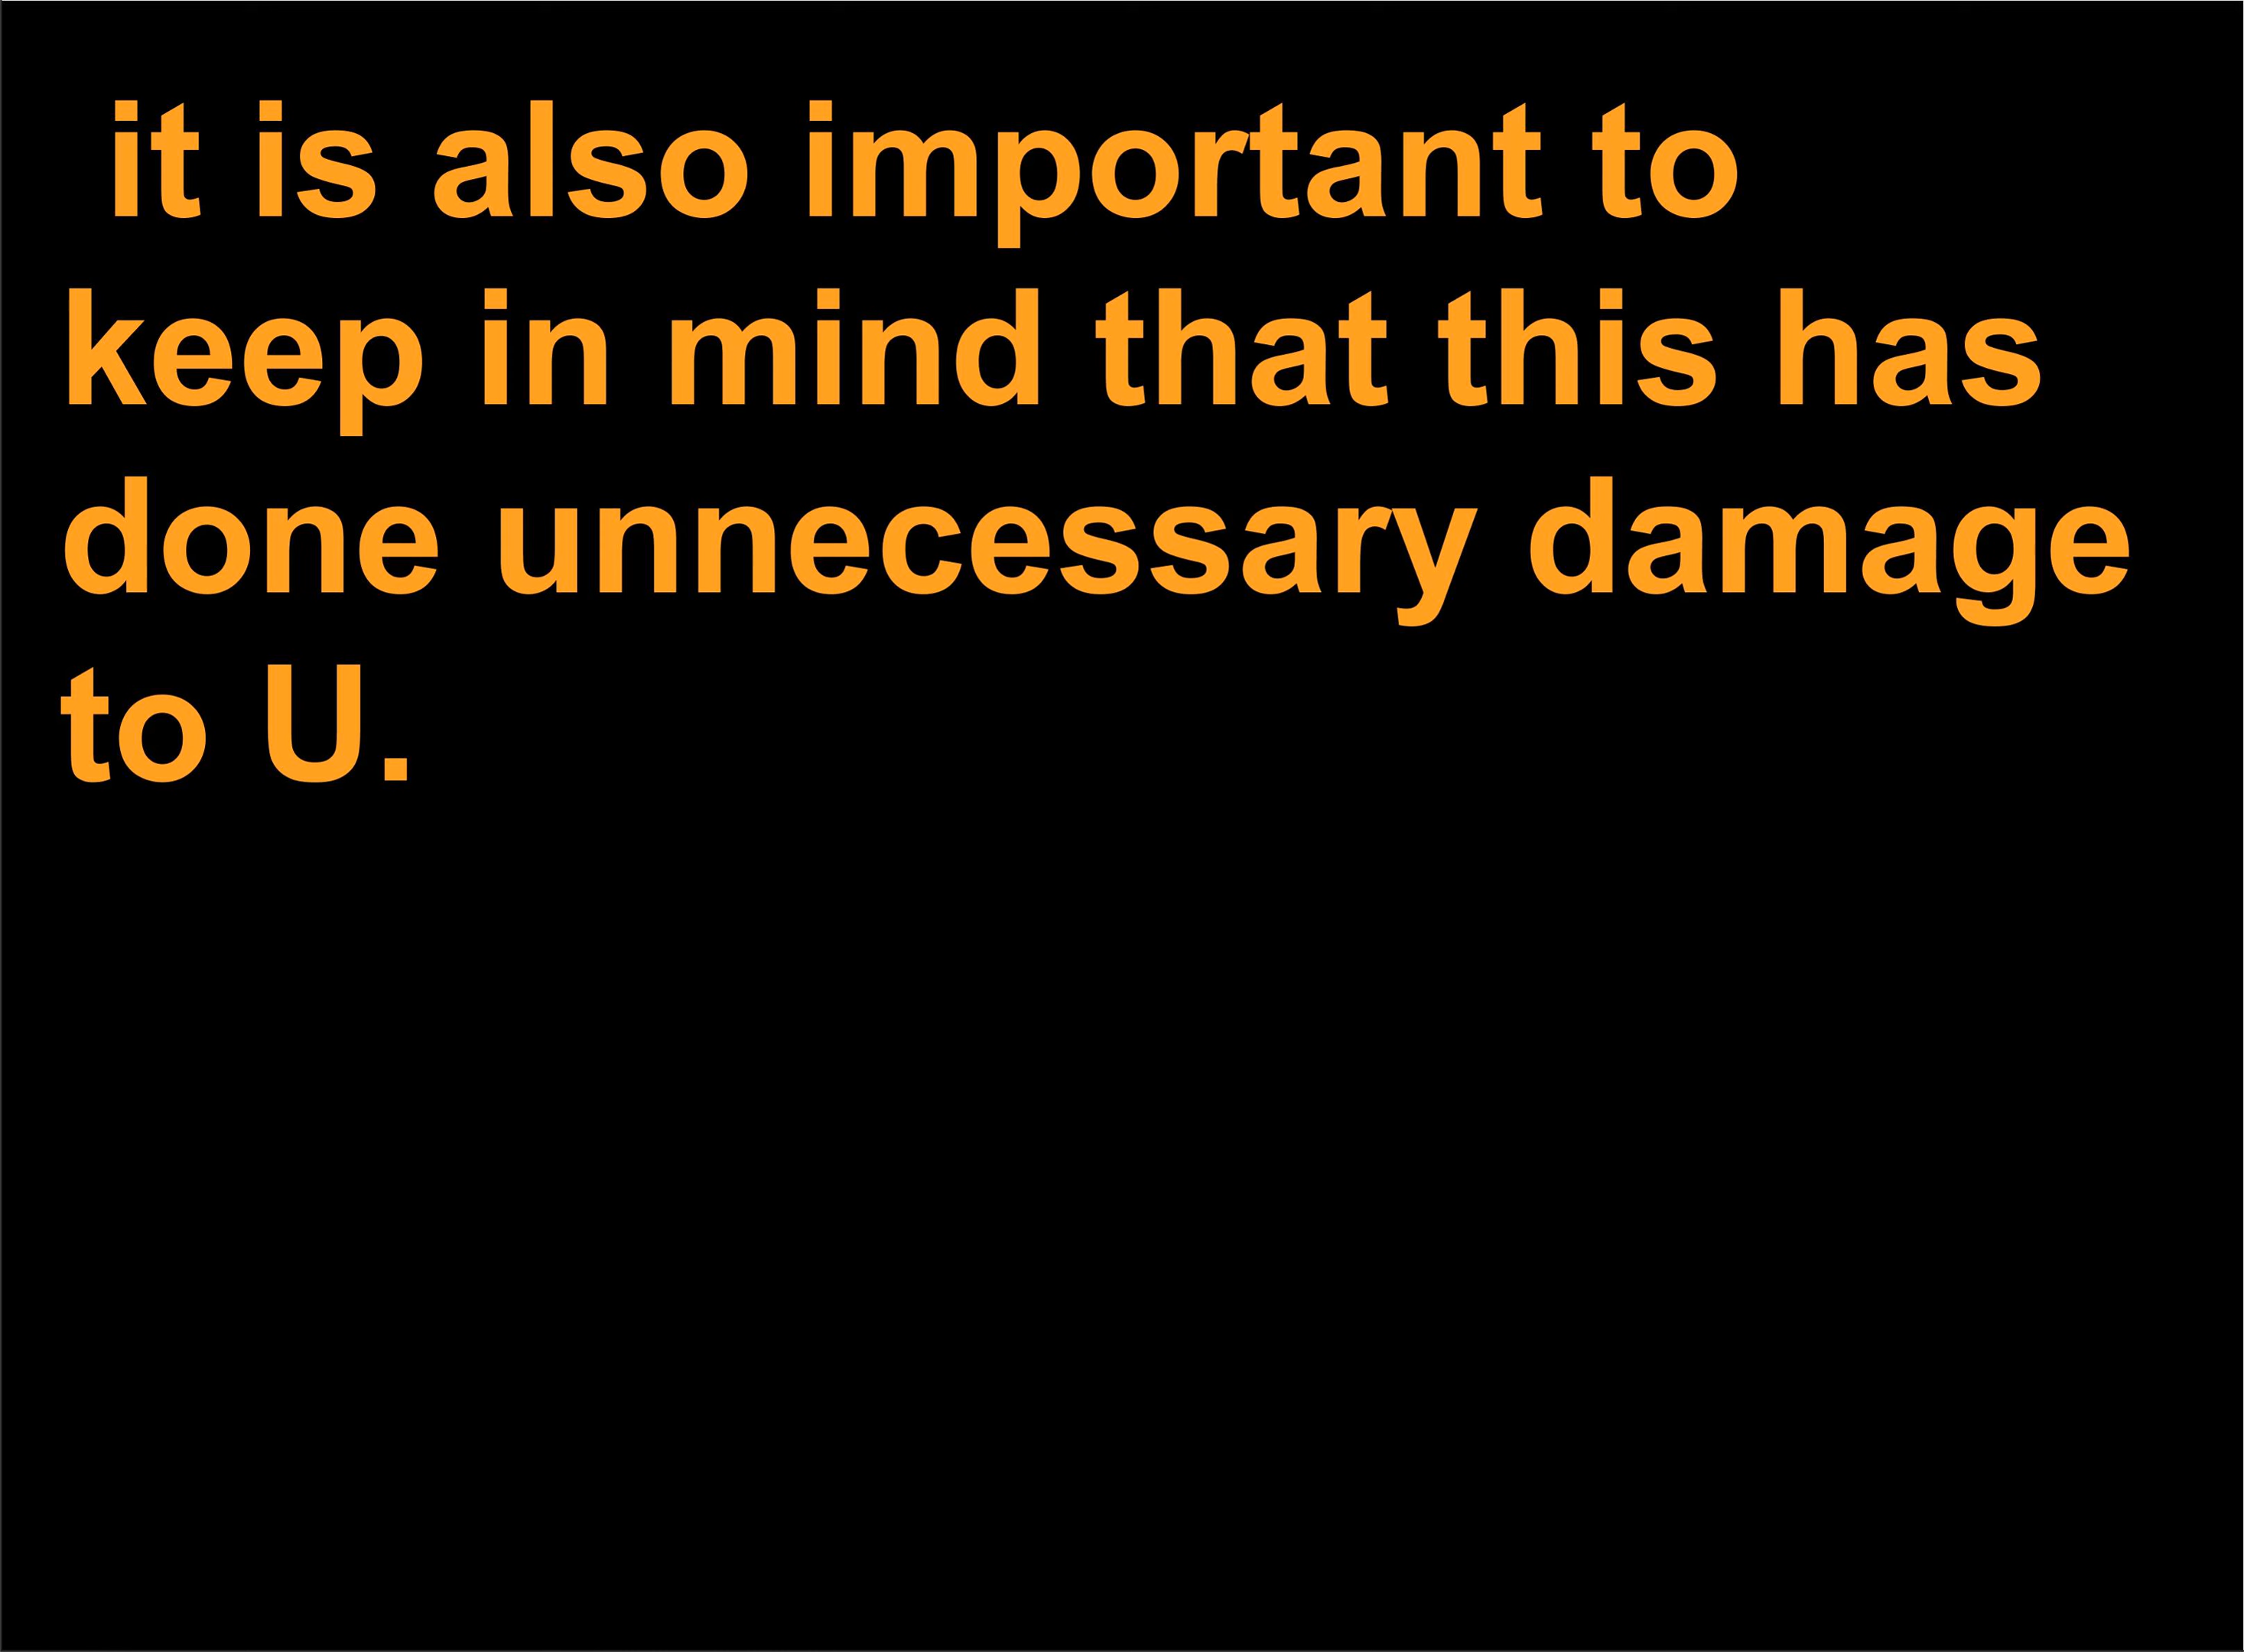 it is also important to
keep in mind that this has
done unnecessary damage
to U.